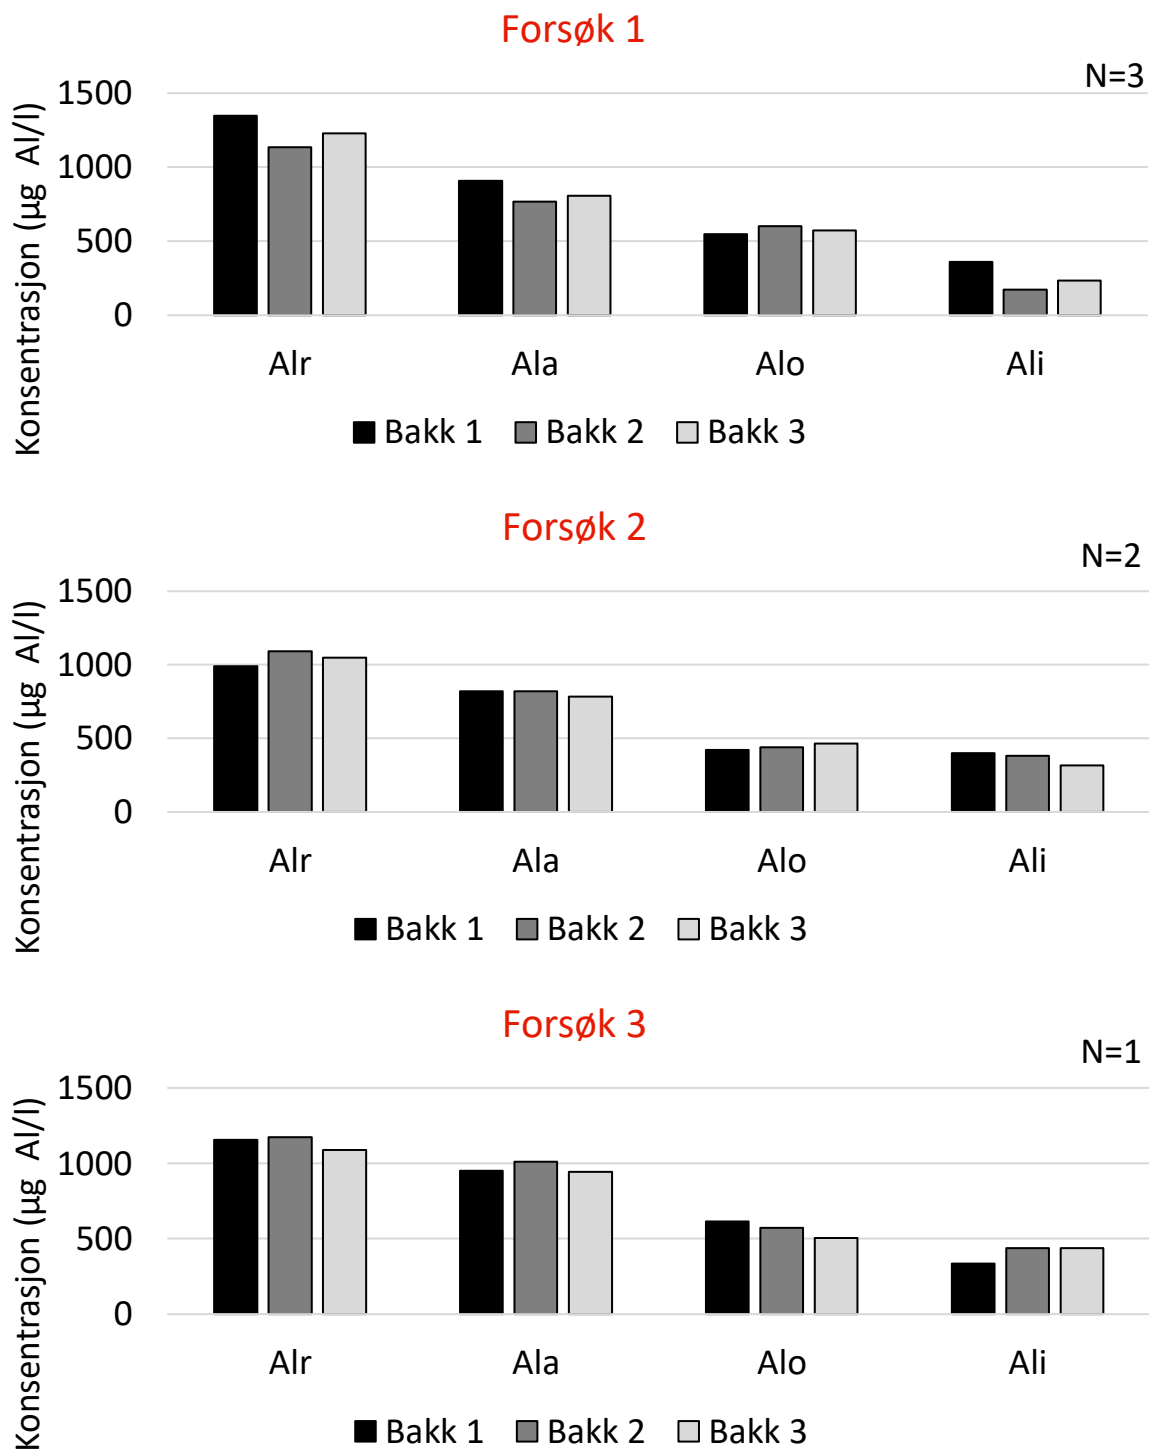 Forsøk 1
N=3
Konsentrasjon (µg Al/l)
1500
1000
500
0
Alr Ala Alo Ali
Bakk 1 Bakk 2 Bakk 3
Forsøk 2
N=2
Konsentrasjon (µg Al/l)
1500
1000
500
0
Alr Ala Alo Ali
Bakk 1 Bakk 2 Bakk 3
Forsøk 3
N=1
Konsentrasjon (µg Al/l)
1500
1000
500
0
Alr Ala Alo Ali
Bakk 1 Bakk 2 Bakk 3